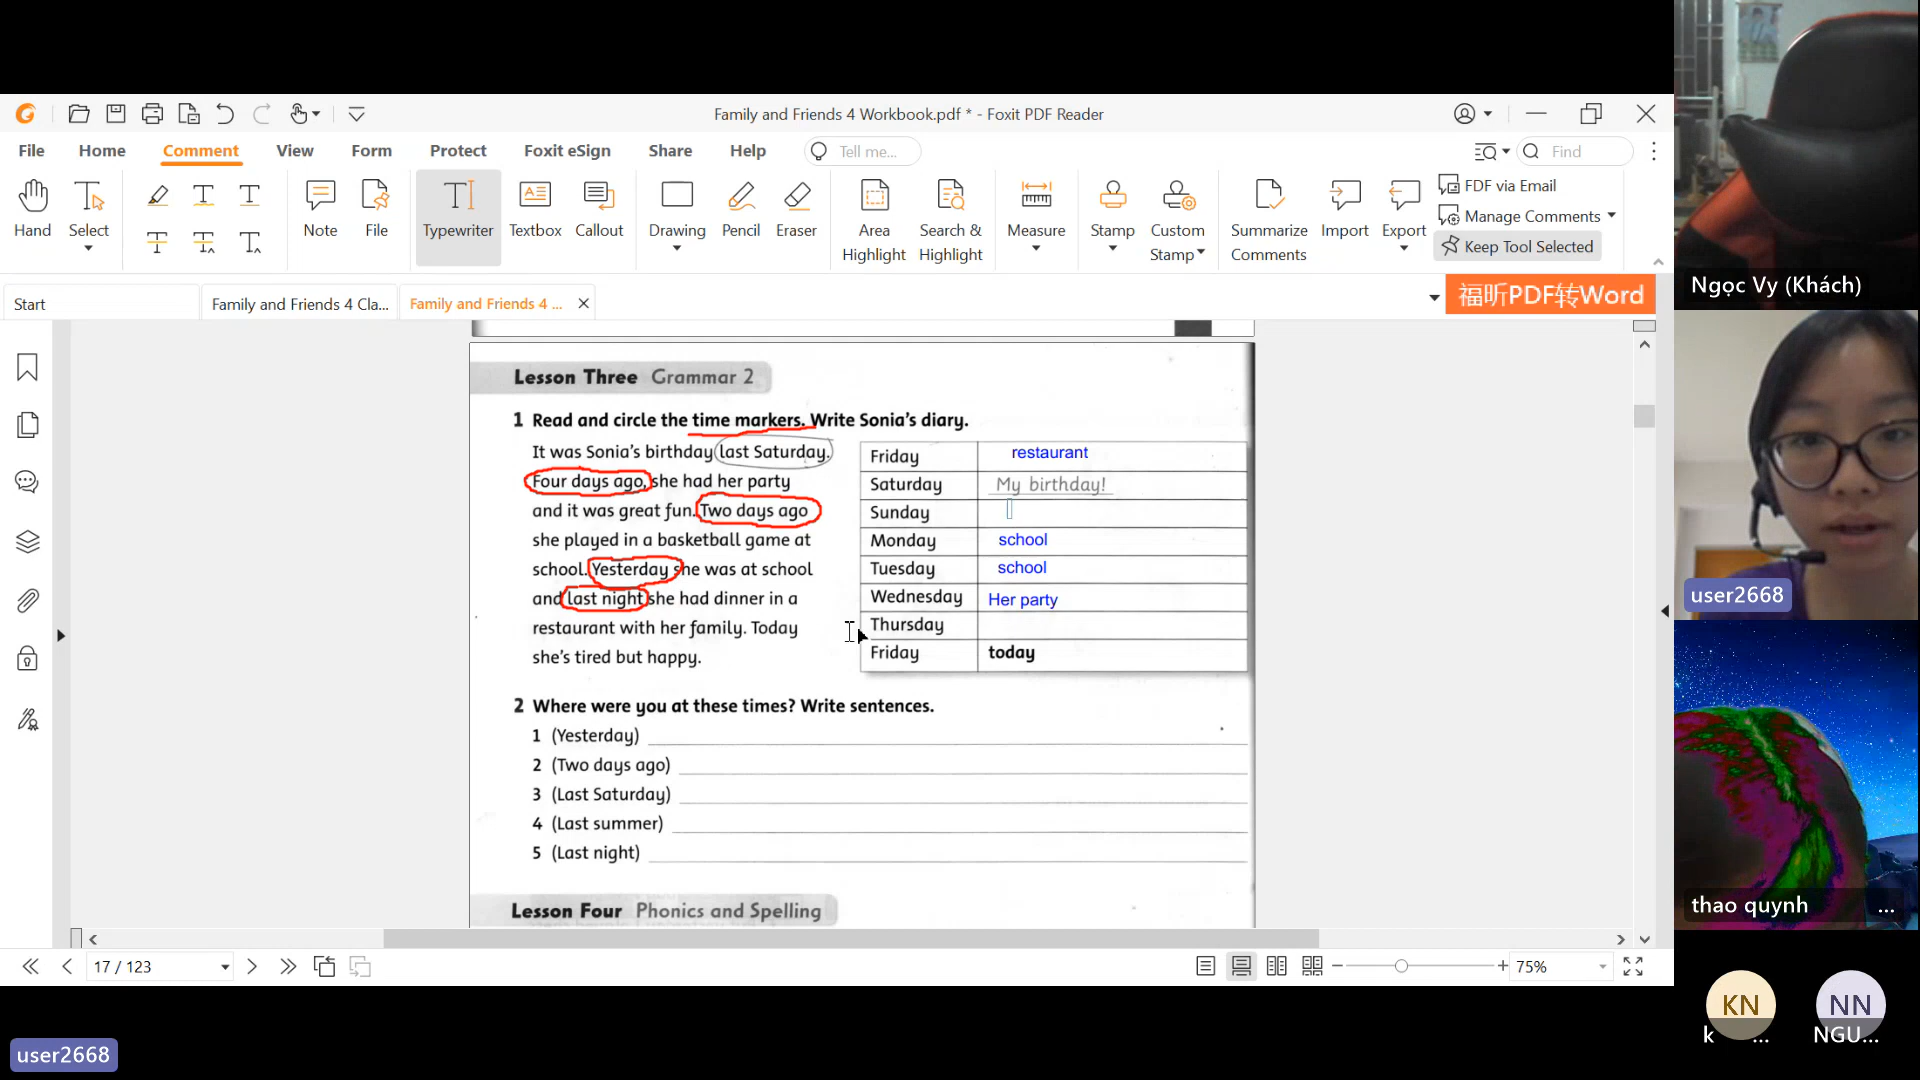 Family and Friends 4 Workbook.pdf * - Foxit PDF Reader
File Home Comment View Form Protect Foxit eSign Share Help Tell me... Find
Hand Select Note File Typewriter Textbox Callout Drawing Pencil Eraser Area Highlight Search & Highlight Measure Stamp Custom Stamp Summarize Comments Import Export
FDF via Email
Manage Comments
Keep Tool Selected
Start Family and Friends 4 Cla... Family and Friends 4 ... 福昕PDF转Word
Lesson Three Grammar 2
1 Read and circle the time markers. Write Sonia's diary.
It was Sonia's birthday last Saturday.
Four days ago, she had her party
and it was great fun. Two days ago
she played in a basketball game at
school. Yesterday she was at school
and last night she had dinner in a
restaurant with her family. Today
she's tired but happy.
Friday restaurant
Saturday My birthday!
Sunday
Monday school
Tuesday school
Wednesday Her party
Thursday
Friday today
2 Where were you at these times? Write sentences.
1 (Yesterday)
2 (Two days ago)
3 (Last Saturday)
4 (Last summer)
5 (Last night)
Lesson Four Phonics and Spelling
17 / 123 75%
user2668
Ngọc Vy (Khách)
user2668
thao quynh ...
KN NN
k ... NGU...